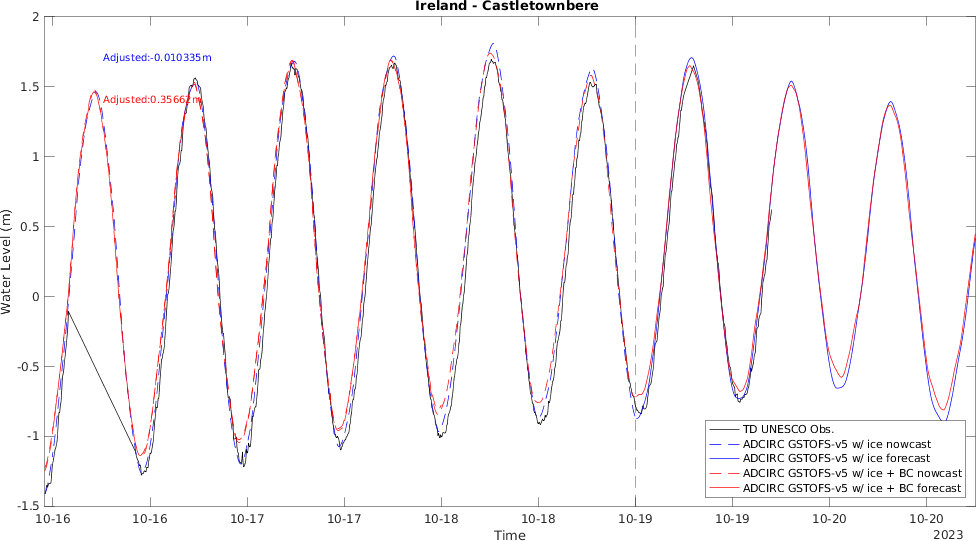 Ireland - Castletownbere
2
1.5
1
0.5
0
-0.5
-1
-1.5
Water Level (m)
Adjusted:-0.010335m
Adjusted:0.35662m
TD UNESCO Obs.
ADCIRC GSTOFS-v5 w/ ice nowcast
ADCIRC GSTOFS-v5 w/ ice forecast
ADCIRC GSTOFS-v5 w/ ice + BC nowcast
ADCIRC GSTOFS-v5 w/ ice + BC forecast
10-16 10-16 10-17 10-17 10-18 10-18 10-19 10-19 10-20 10-20
Time
2023